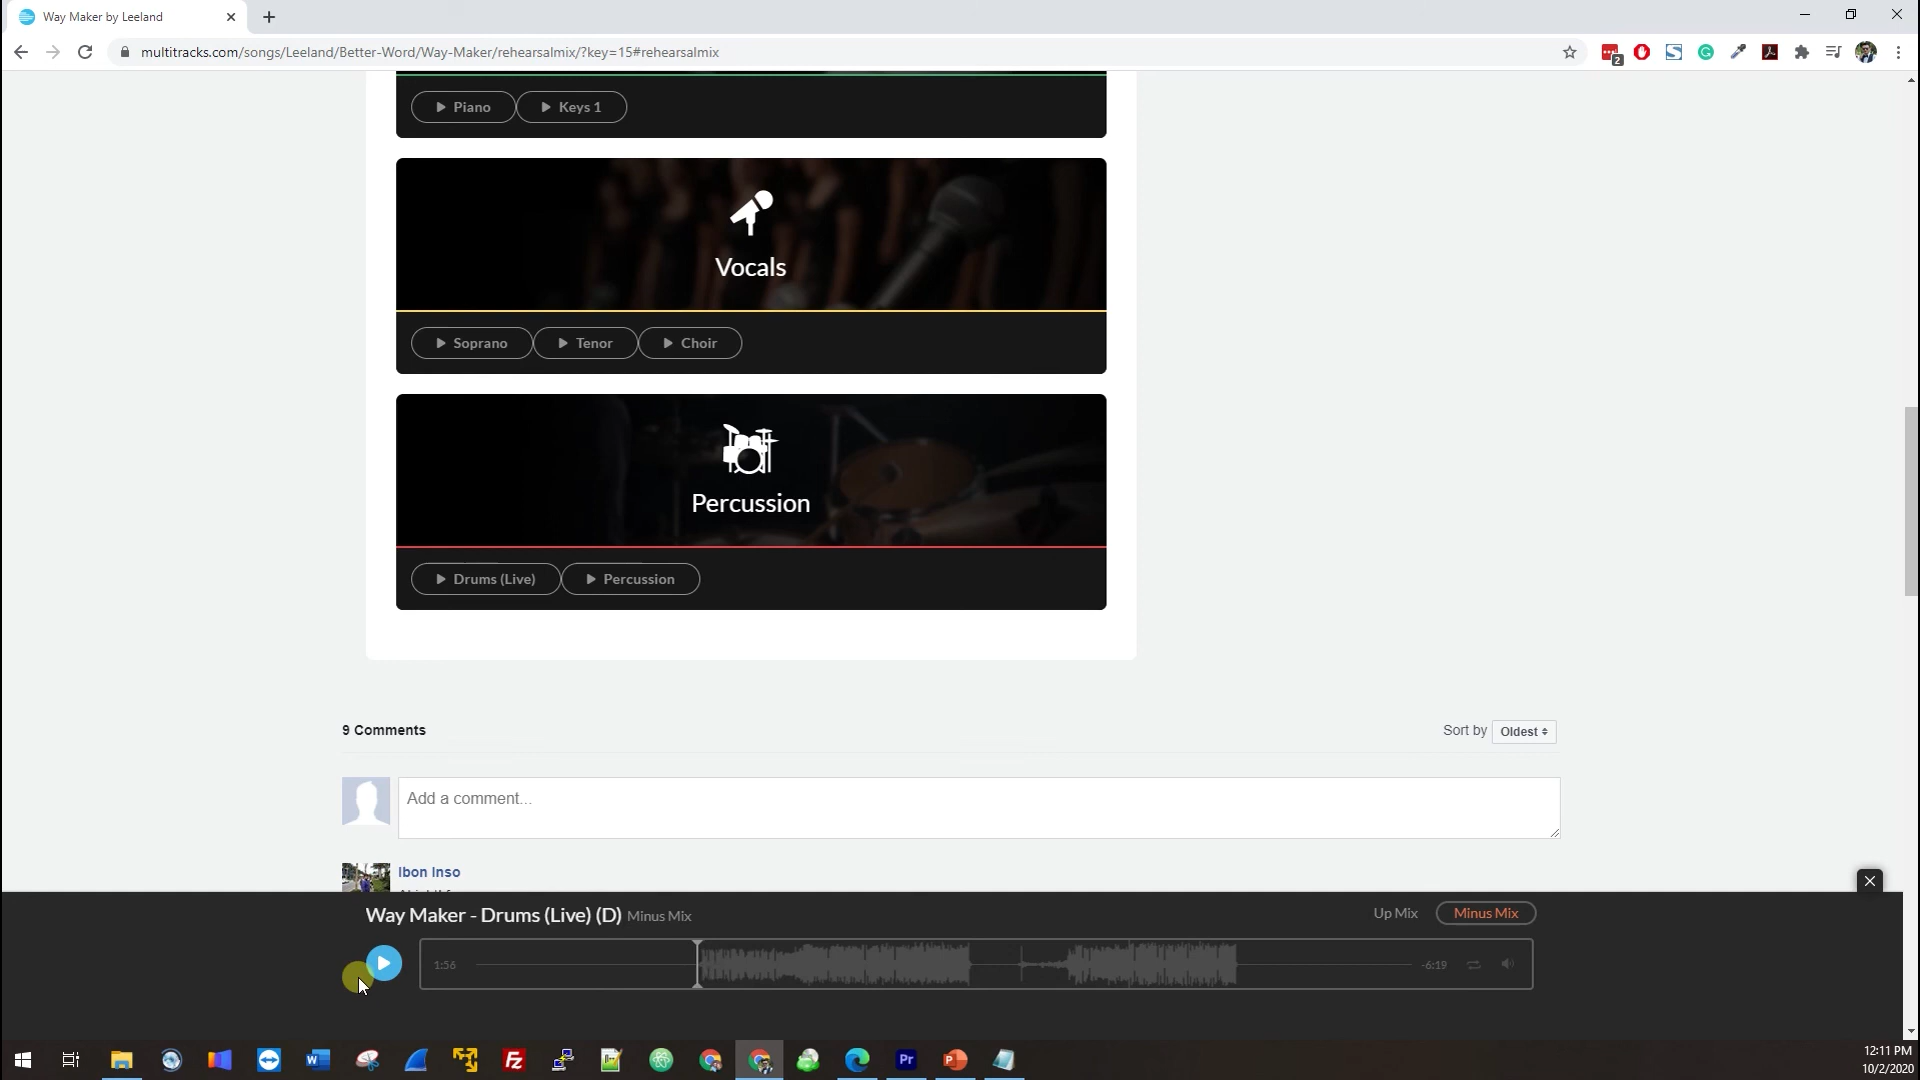 Way Maker by Leeland
multitracks.com/songs/Leeland/Better-Word/Way-Maker/rehearsalmix/?key=15#rehearsalmix
2
Piano Keys 1
Vocals
Soprano Tenor Choir
Percussion
Drums (Live) Percussion
9 Comments
Sort by Oldest
Add a comment...
Ibon Inso
Way Maker - Drums (Live) (D) Minus Mix
Up Mix Minus Mix
1:56 -6:19
12:11 PM
10/2/2020